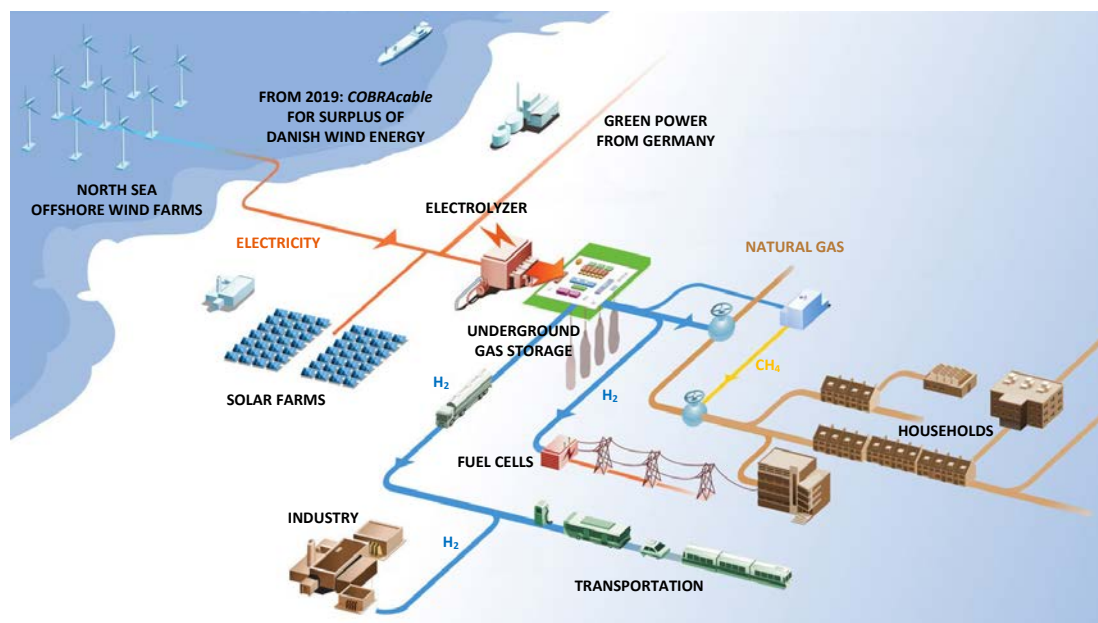 FROM 2019: COBRAcable
FOR SURPLUS OF
DANISH WIND ENERGY
GREEN POWER
FROM GERMANY
NORTH SEA
OFFSHORE WIND FARMS
ELECTROLYZER
ELECTRICITY
NATURAL GAS
UNDERGROUND
GAS STORAGE
CH₄
H₂
H₂
SOLAR FARMS
HOUSEHOLDS
FUEL CELLS
INDUSTRY
H₂
TRANSPORTATION